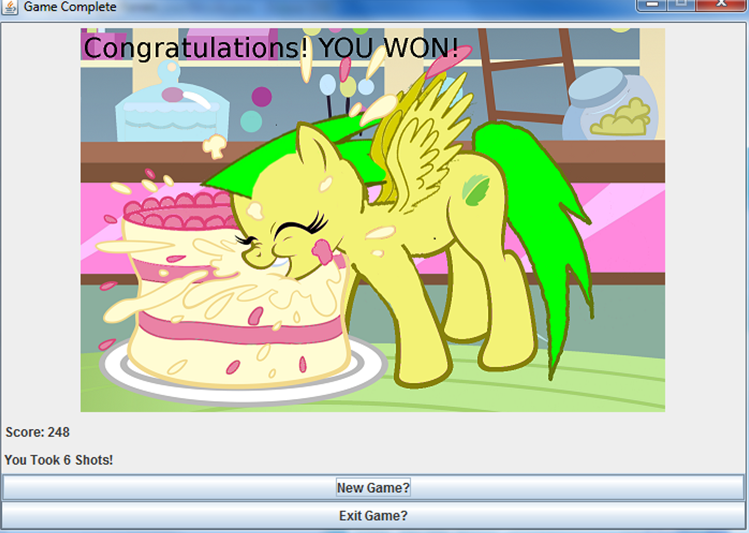 Game Complete
Congratulations! YOU WON!
Score: 248
You Took 6 Shots!
New Game?
Exit Game?